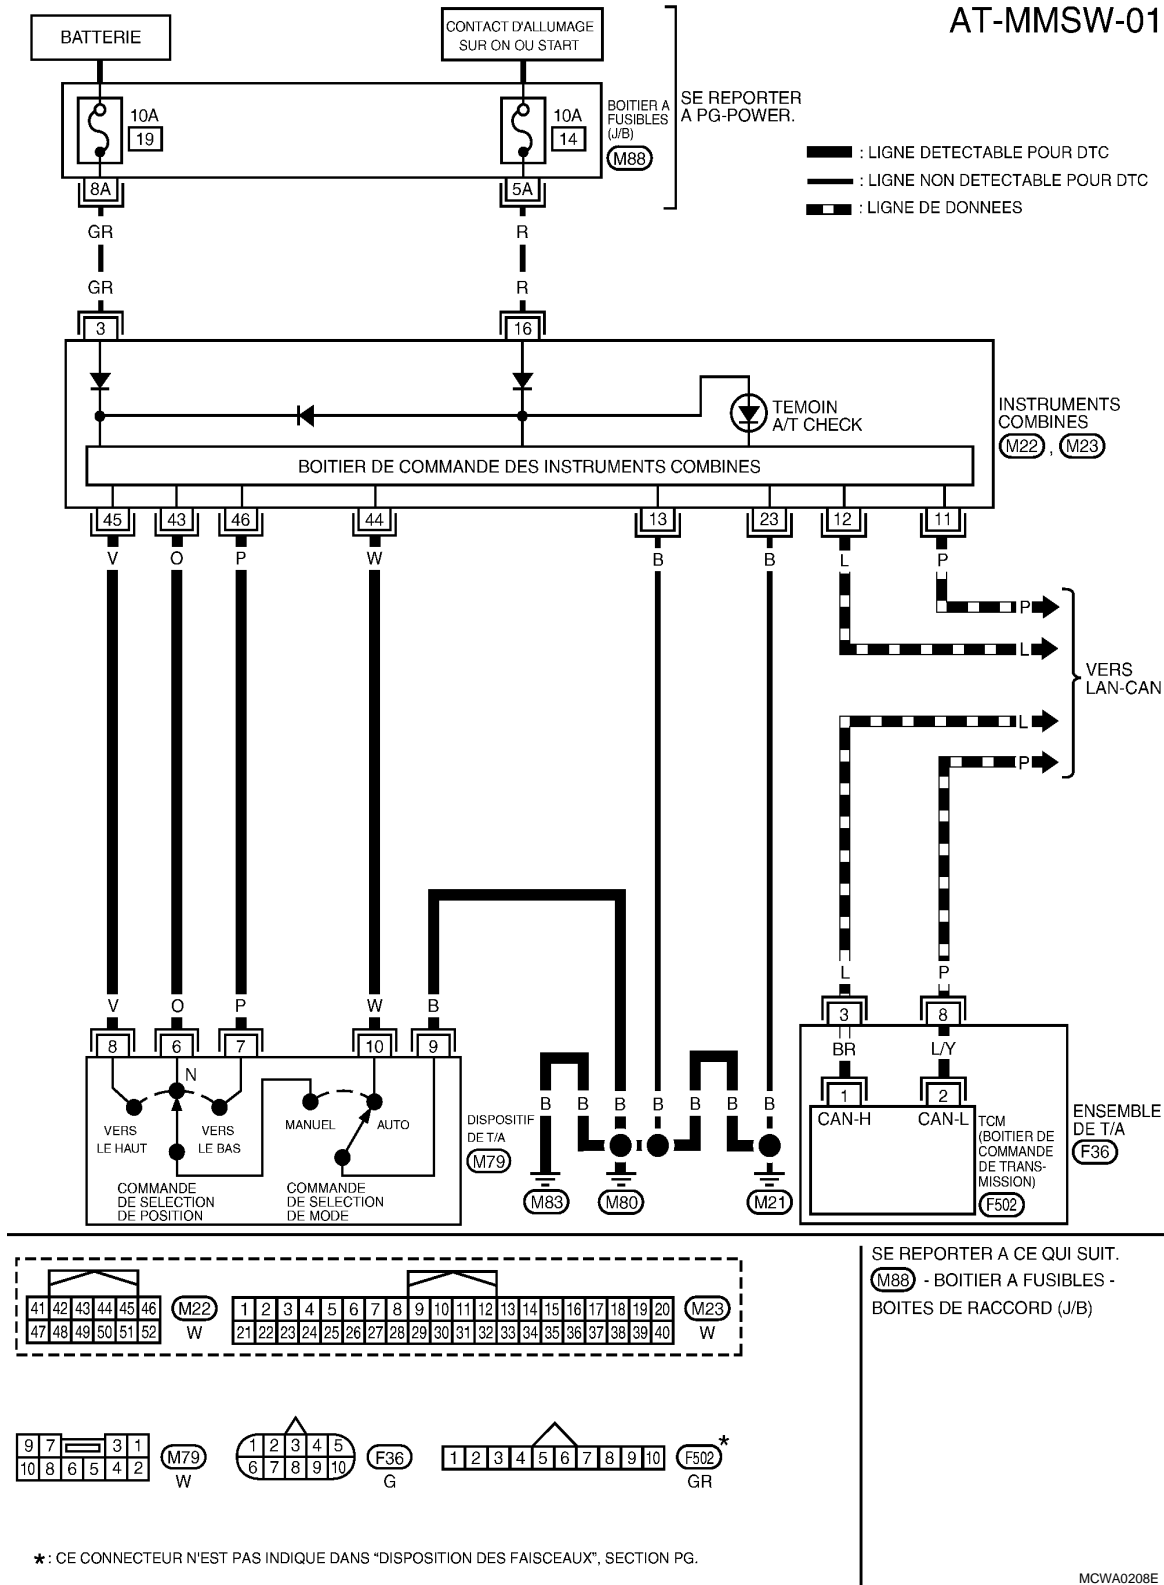 AT-MMSW-01
BATTERIE
CONTACT D'ALLUMAGE
SUR ON OU START
10A
19
10A
14
BOITIER A
FUSIBLES
(J/B)
M88
SE REPORTER
A PG-POWER.
: LIGNE DETECTABLE POUR DTC
: LIGNE NON DETECTABLE POUR DTC
: LIGNE DE DONNEES
8A
5A
GR
R
GR
R
3
16
TEMOIN
A/T CHECK
INSTRUMENTS
COMBINES
M22 , M23
BOITIER DE COMMANDE DES INSTRUMENTS COMBINES
45 43 46 44 13 23 12 11
V O P W B B L P
P
L
VERS
LAN-CAN
L
P
L P
V O P W B
3 8
8 6 7 10 9
BR L/Y
1 2
N
VERS
LE HAUT
VERS
LE BAS
MANUEL
AUTO
COMMANDE
DE SELECTION
DE POSITION
COMMANDE
DE SELECTION
DE MODE
DISPOSITIF
DE T/A
M79
B B B B B B B
M83 M80 M21
CAN-H CAN-L
TCM
(BOITIER DE
COMMANDE
DE TRANS-
MISSION)
F502
ENSEMBLE
DE T/A
F36
41 42 43 44 45 46
47 48 49 50 51 52
M22
W
1 2 3 4 5 6 7 8 9 10 11 12 13 14 15 16 17 18 19 20
21 22 23 24 25 26 27 28 29 30 31 32 33 34 35 36 37 38 39 40
M23
W
SE REPORTER A CE QUI SUIT.
M88 - BOITIER A FUSIBLES -
BOITES DE RACCORD (J/B)
9 7 3 1
10 8 6 5 4 2
M79
W
1 2 3 4 5
6 7 8 9 10
F36
G
1 2 3 4 5 6 7 8 9 10
F502 *
GR
* : CE CONNECTEUR N'EST PAS INDIQUE DANS "DISPOSITION DES FAISCEAUX", SECTION PG.
MCWA0208E